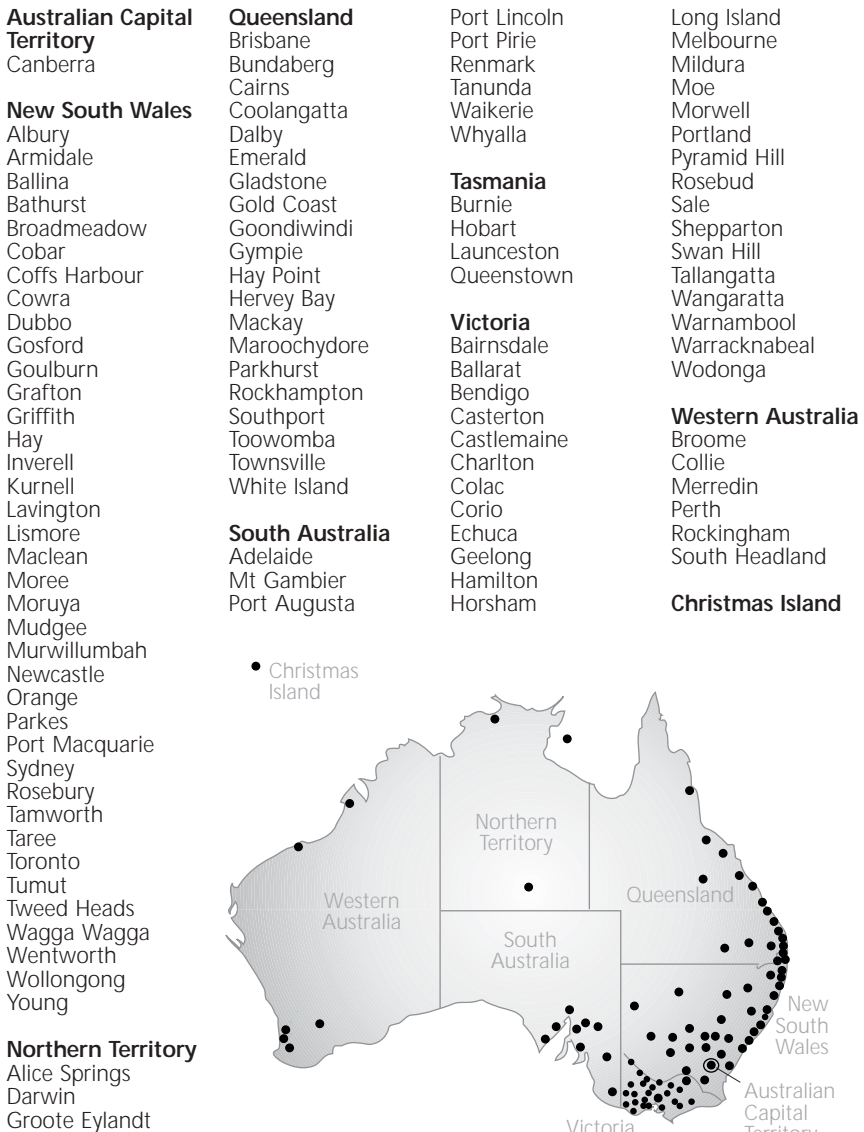 Australian Capital
Territory
Canberra
New South Wales
Albury
Armidale
Ballina
Bathurst
Broadmeadow
Cobar
Coffs Harbour
Cowra
Dubbo
Gosford
Goulburn
Grafton
Griffith
Hay
Inverell
Kurnell
Lavington
Lismore
Maclean
Moree
Moruya
Mudgee
Murwillumbah
Newcastle
Orange
Parkes
Port Macquarie
Sydney
Rosebury
Tamworth
Taree
Toronto
Tumut
Tweed Heads
Wagga Wagga
Wentworth
Wollongong
Young
Northern Territory
Alice Springs
Darwin
Groote Eylandt
Queensland
Brisbane
Bundaberg
Cairns
Coolangatta
Dalby
Emerald
Gladstone
Gold Coast
Goondiwindi
Gympie
Hay Point
Hervey Bay
Mackay
Maroochydore
Parkhurst
Rockhampton
Southport
Toowomba
Townsville
White Island
South Australia
Adelaide
Mt Gambier
Port Augusta
Port Lincoln
Port Pirie
Renmark
Tanunda
Waikerie
Whyalla
Tasmania
Burnie
Hobart
Launceston
Queenstown
Victoria
Bairnsdale
Ballarat
Bendigo
Casterton
Castlemaine
Charlton
Colac
Corio
Echuca
Geelong
Hamilton
Horsham
Long Island
Melbourne
Mildura
Moe
Morwell
Portland
Pyramid Hill
Rosebud
Sale
Shepparton
Swan Hill
Tallangatta
Wangaratta
Warnambool
Warracknabeal
Wodonga
Western Australia
Broome
Collie
Merredin
Perth
Rockingham
South Headland
Christmas Island
Christmas
Island
Northern
Territory
Western
Australia
Queensland
South
Australia
New
South
Wales
Australian
Capital
Territory
Victoria